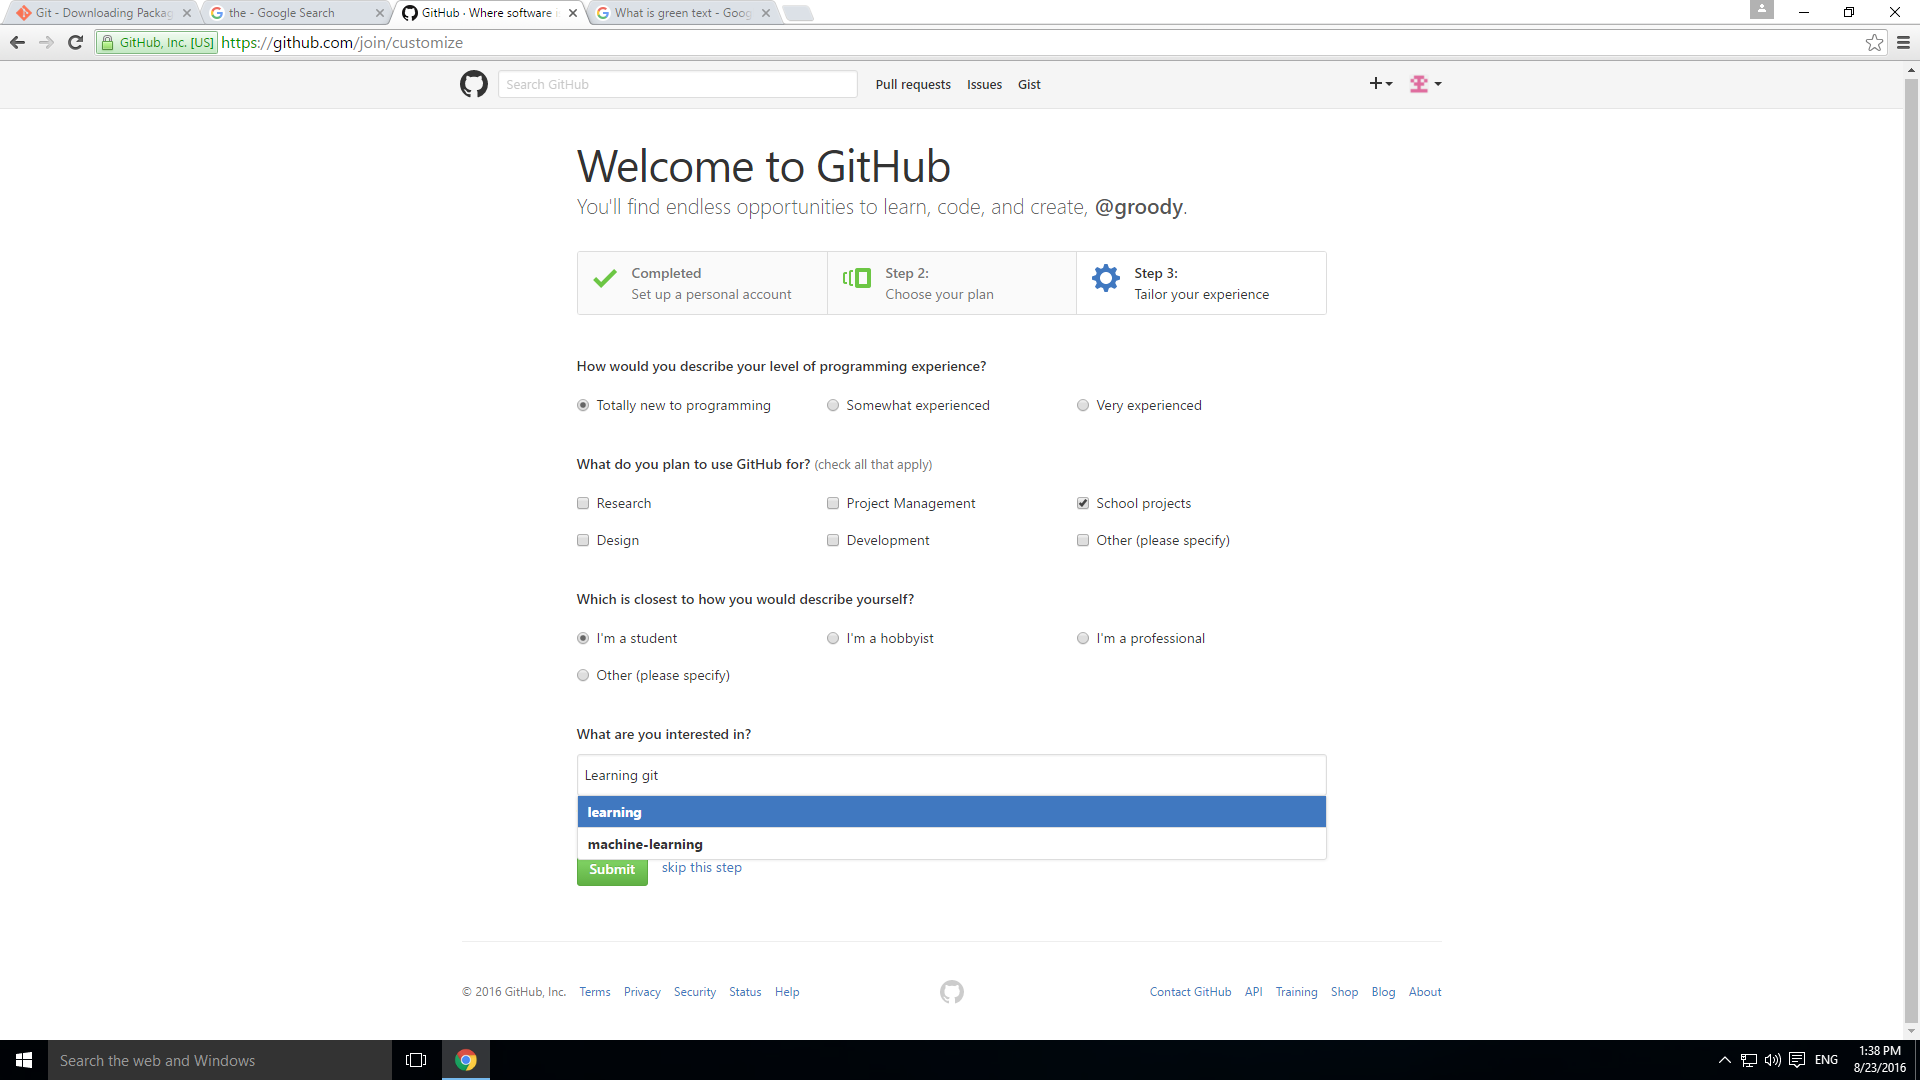 Git - Downloading Packag
the - Google Search
GitHub · Where software i
What is green text - Goog
GitHub, Inc. [US]
https://github.com/join/customize
Search GitHub
Pull requests
Issues
Gist
Welcome to GitHub
You'll find endless opportunities to learn, code, and create, @groody.
Completed
Set up a personal account
Step 2:
Choose your plan
Step 3:
Tailor your experience
How would you describe your level of programming experience?
Totally new to programming
Somewhat experienced
Very experienced
What do you plan to use GitHub for? (check all that apply)
Research
Project Management
School projects
Design
Development
Other (please specify)
Which is closest to how you would describe yourself?
I'm a student
I'm a hobbyist
I'm a professional
Other (please specify)
What are you interested in?
Learning git
learning
machine-learning
Submit
skip this step
© 2016 GitHub, Inc.
Terms
Privacy
Security
Status
Help
Contact GitHub
API
Training
Shop
Blog
About
Search the web and Windows
ENG
1:38 PM
8/23/2016